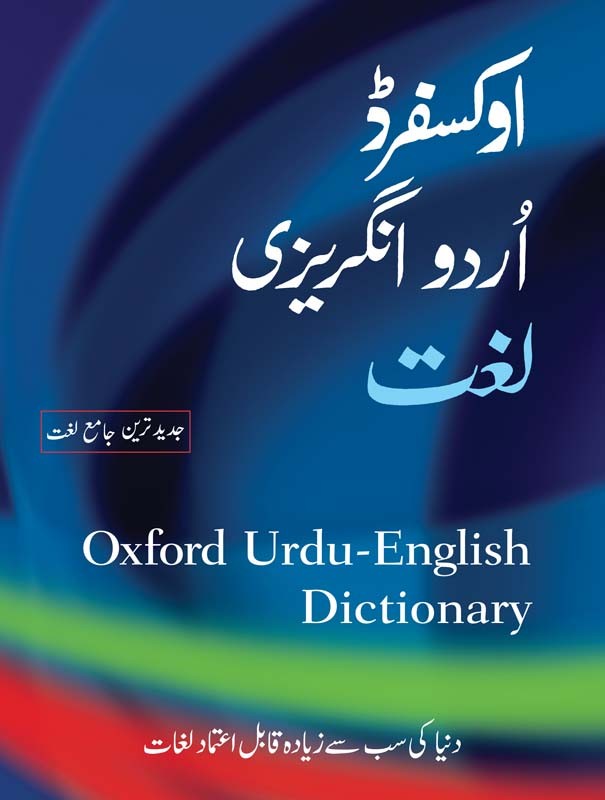 اوکسفرڈ
اُردو انگریزی
لغت
جدید ترین جامع لغت
Oxford Urdu-English
Dictionary
دنیا کی سب سے زیادہ قابل اعتماد لغات